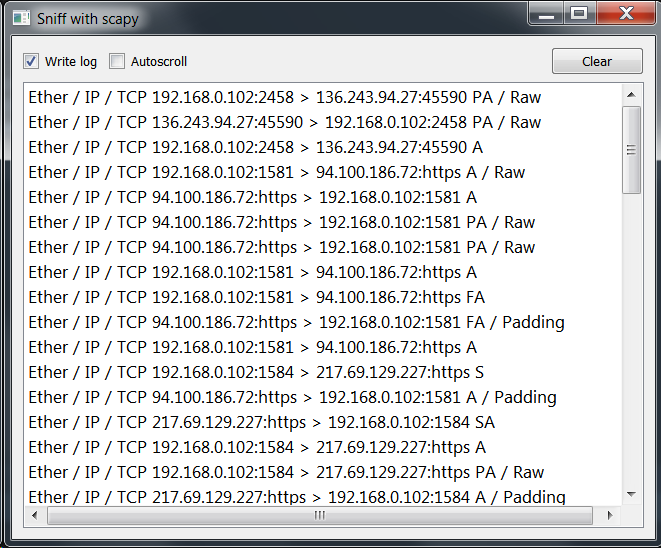 Sniff with scapy
Write log Autoscroll Clear
Ether / IP / TCP 192.168.0.102:2458 > 136.243.94.27:45590 PA / Raw
Ether / IP / TCP 136.243.94.27:45590 > 192.168.0.102:2458 PA / Raw
Ether / IP / TCP 192.168.0.102:2458 > 136.243.94.27:45590 A
Ether / IP / TCP 192.168.0.102:1581 > 94.100.186.72:https A / Raw
Ether / IP / TCP 94.100.186.72:https > 192.168.0.102:1581 A
Ether / IP / TCP 94.100.186.72:https > 192.168.0.102:1581 PA / Raw
Ether / IP / TCP 94.100.186.72:https > 192.168.0.102:1581 PA / Raw
Ether / IP / TCP 192.168.0.102:1581 > 94.100.186.72:https A
Ether / IP / TCP 192.168.0.102:1581 > 94.100.186.72:https FA
Ether / IP / TCP 94.100.186.72:https > 192.168.0.102:1581 FA / Padding
Ether / IP / TCP 192.168.0.102:1581 > 94.100.186.72:https A
Ether / IP / TCP 192.168.0.102:1584 > 217.69.129.227:https S
Ether / IP / TCP 94.100.186.72:https > 192.168.0.102:1581 A / Padding
Ether / IP / TCP 217.69.129.227:https > 192.168.0.102:1584 SA
Ether / IP / TCP 192.168.0.102:1584 > 217.69.129.227:https A
Ether / IP / TCP 192.168.0.102:1584 > 217.69.129.227:https PA / Raw
Ether / IP / TCP 217.69.129.227:https > 192.168.0.102:1584 A / Padding